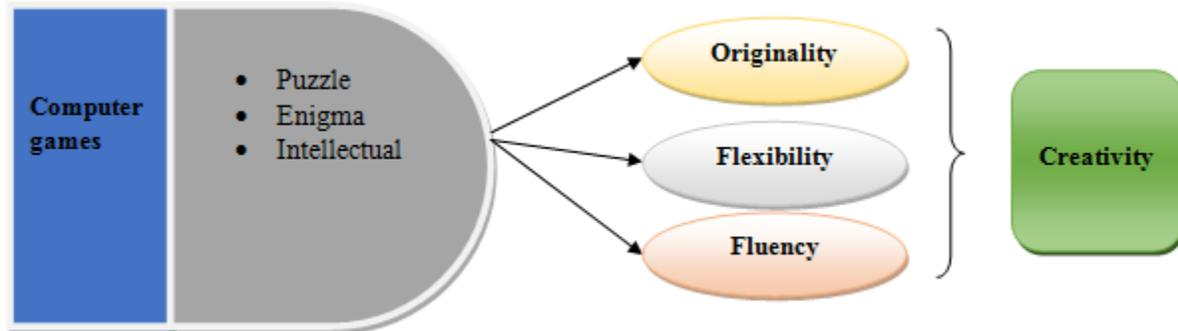 Computer
games
• Puzzle
• Enigma
• Intellectual
Originality
Flexibility
Fluency
Creativity